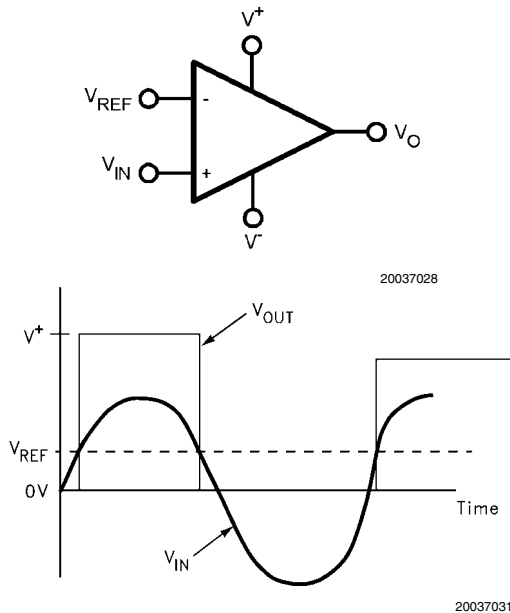 V+
VREF
-
VO
VIN
+
V-
20037028
VOUT
V+
VREF
0V
Time
VIN
20037031